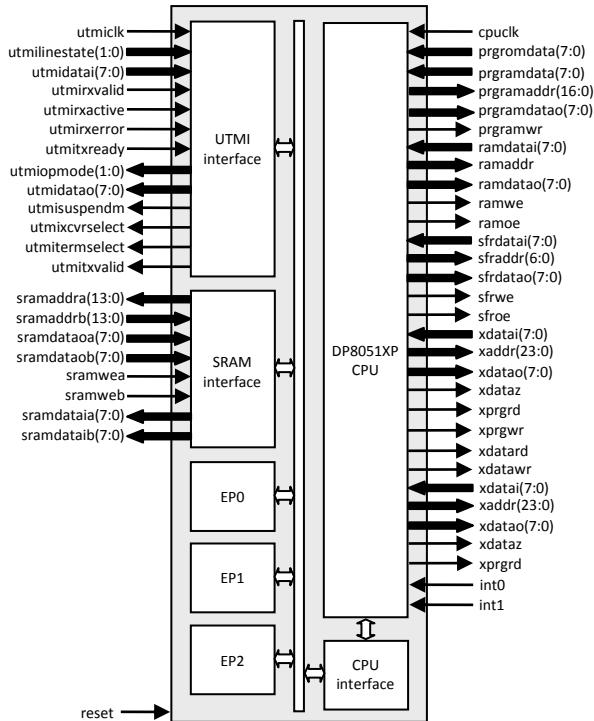 utmiclk
utmilinestate(1:0)
utmidatai(7:0)
utmirxvalid
utmirxactive
utmirxerror
utmitxready
utmiopmode(1:0)
utmidatao(7:0)
utmisuspendm
utmixcvrselect
utmitermselect
utmitxvalid
sramaddra(13:0)
sramaddrb(13:0)
sramdataoa(7:0)
sramdataob(7:0)
sramwea
sramweb
sramdataia(7:0)
sramdataib(7:0)
reset
UTMI
interface
SRAM
interface
EP0
EP1
EP2
DP8051XP
CPU
CPU
interface
cpuclk
prgromdata(7:0)
prgramdata(7:0)
prgramaddr(16:0)
prgramdatao(7:0)
prgramwr
ramdatai(7:0)
ramaddr
ramdatao(7:0)
ramwe
ramoe
sfrdatai(7:0)
sfraddr(6:0)
sfrdatao(7:0)
sfrwe
sfroe
xdatai(7:0)
xaddr(23:0)
xdatao(7:0)
xdataz
xprgrd
xprgwr
xdatard
xdatawr
xdatai(7:0)
xaddr(23:0)
xdatao(7:0)
xdataz
xprgrd
int0
int1